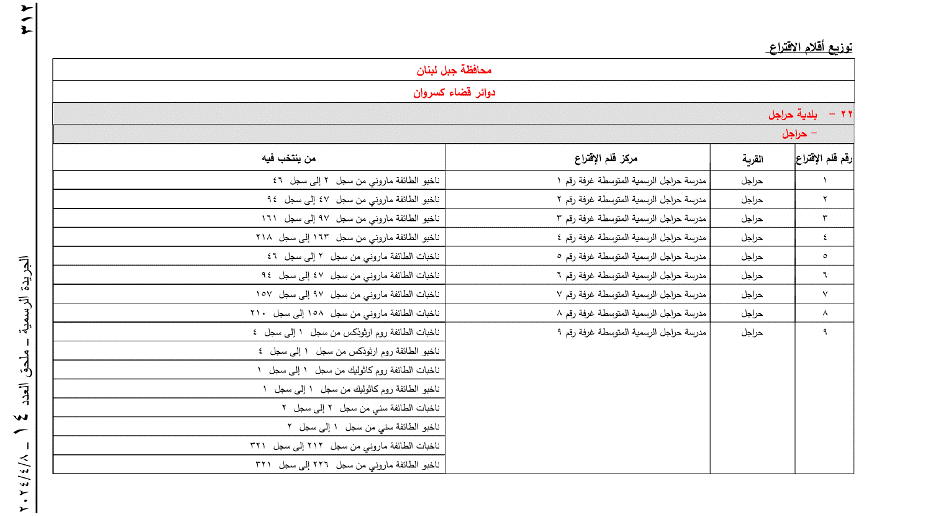 ٣١٢
توزيع أقلام الاقتراع
محافظة جبل لبنان
دوائر قضاء كسروان
٢٢ - بلدية حراجل
- حراجل
رقم قلم الإقتراع القرية مركز قلم الإقتراع من ينتخب فيه
١ حراجل مدرسة حراجل الرسمية المتوسطة غرفة رقم ١ ناخبو الطائفة ماروني من سجل ٢ إلى سجل ٤٦
٢ حراجل مدرسة حراجل الرسمية المتوسطة غرفة رقم ٢ ناخبو الطائفة ماروني من سجل ٤٧ إلى سجل ٩٤
٣ حراجل مدرسة حراجل الرسمية المتوسطة غرفة رقم ٣ ناخبو الطائفة ماروني من سجل ٩٧ إلى سجل ١٦١
٤ حراجل مدرسة حراجل الرسمية المتوسطة غرفة رقم ٤ ناخبو الطائفة ماروني من سجل ١٦٣ إلى سجل ٢١٨
٥ حراجل مدرسة حراجل الرسمية المتوسطة غرفة رقم ٥ ناخبات الطائفة ماروني من سجل ٢ إلى سجل ٤٦
٦ حراجل مدرسة حراجل الرسمية المتوسطة غرفة رقم ٦ ناخبات الطائفة ماروني من سجل ٤٧ إلى سجل ٩٤
٧ حراجل مدرسة حراجل الرسمية المتوسطة غرفة رقم ٧ ناخبات الطائفة ماروني من سجل ٩٧ إلى سجل ١٥٧
٨ حراجل مدرسة حراجل الرسمية المتوسطة غرفة رقم ٨ ناخبات الطائفة ماروني من سجل ١٥٨ إلى سجل ٢١٠
٩ حراجل مدرسة حراجل الرسمية المتوسطة غرفة رقم ٩ ناخبات الطائفة روم ارثوذكس من سجل ١ إلى سجل ٤
ناخبو الطائفة روم ارثوذكس من سجل ١ إلى سجل ٤
ناخبات الطائفة روم كاثوليك من سجل ١ إلى سجل ١
ناخبو الطائفة روم كاثوليك من سجل ١ إلى سجل ١
ناخبات الطائفة سني من سجل ٢ إلى سجل ٢
ناخبو الطائفة سني من سجل ١ إلى سجل ٢
ناخبات الطائفة ماروني من سجل ٢١٢ إلى سجل ٣٢١
ناخبو الطائفة ماروني من سجل ٢٢٦ إلى سجل ٣٢١
الجريدة الرسمية - ملحق العدد ١٤ - ٢٠٢٤/٤/٨